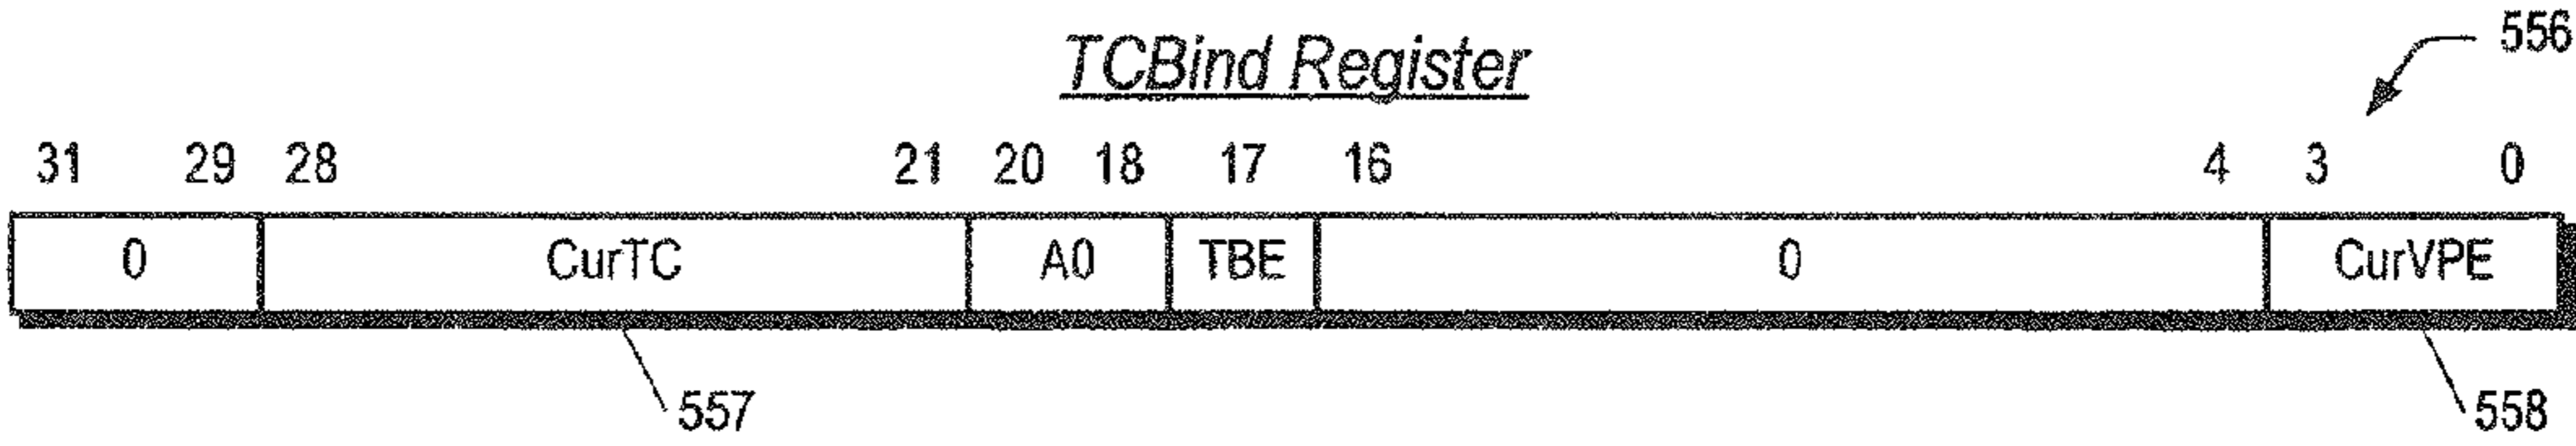 TCBind Register
556
31 29 28 21 20 18 17 16 4 3 0
0 CurTC A0 TBE 0 CurVPE
557 558